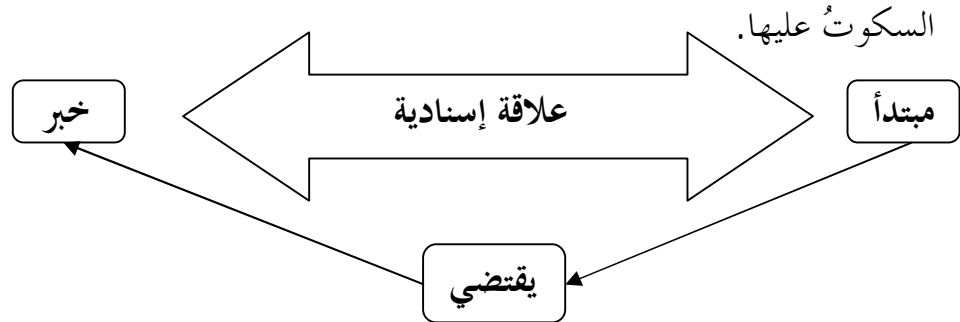 السكوتُ عليها.
مبتدأ
علاقة إسنادية
خبر
يقتضي